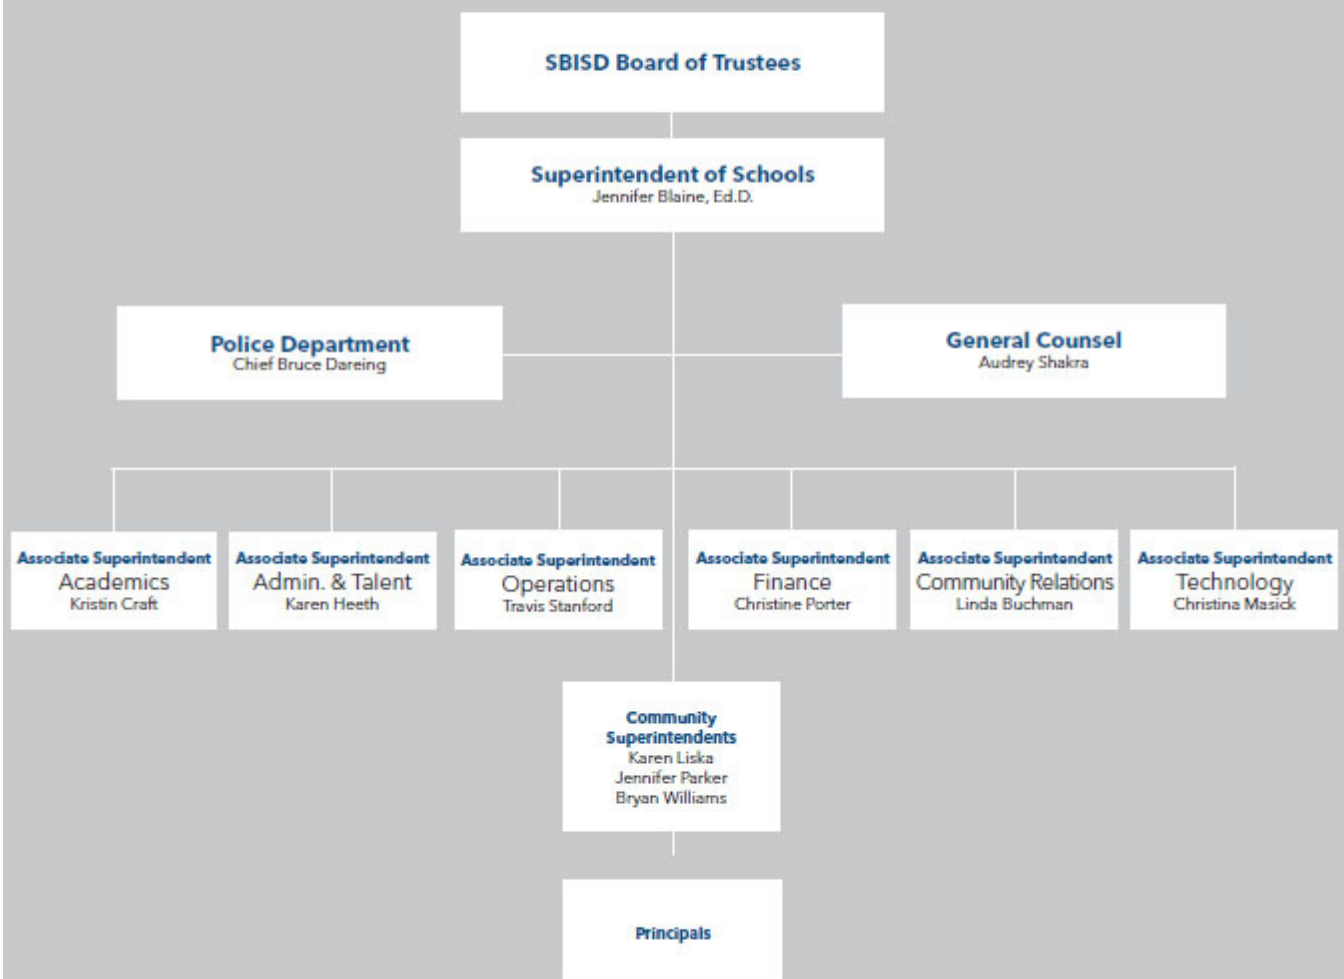 SBISD Board of Trustees
Superintendent of Schools
Jennifer Blaine, Ed.D.
Police Department
Chief Bruce Dareing
General Counsel
Audrey Shakra
Associate Superintendent
Academics
Kristin Craft
Associate Superintendent
Admin. & Talent
Karen Heeth
Associate Superintendent
Operations
Travis Stanford
Associate Superintendent
Finance
Christine Porter
Associate Superintendent
Community Relations
Linda Buchman
Associate Superintendent
Technology
Christina Masick
Community
Superintendents
Karen Liska
Jennifer Parker
Bryan Williams
Principals